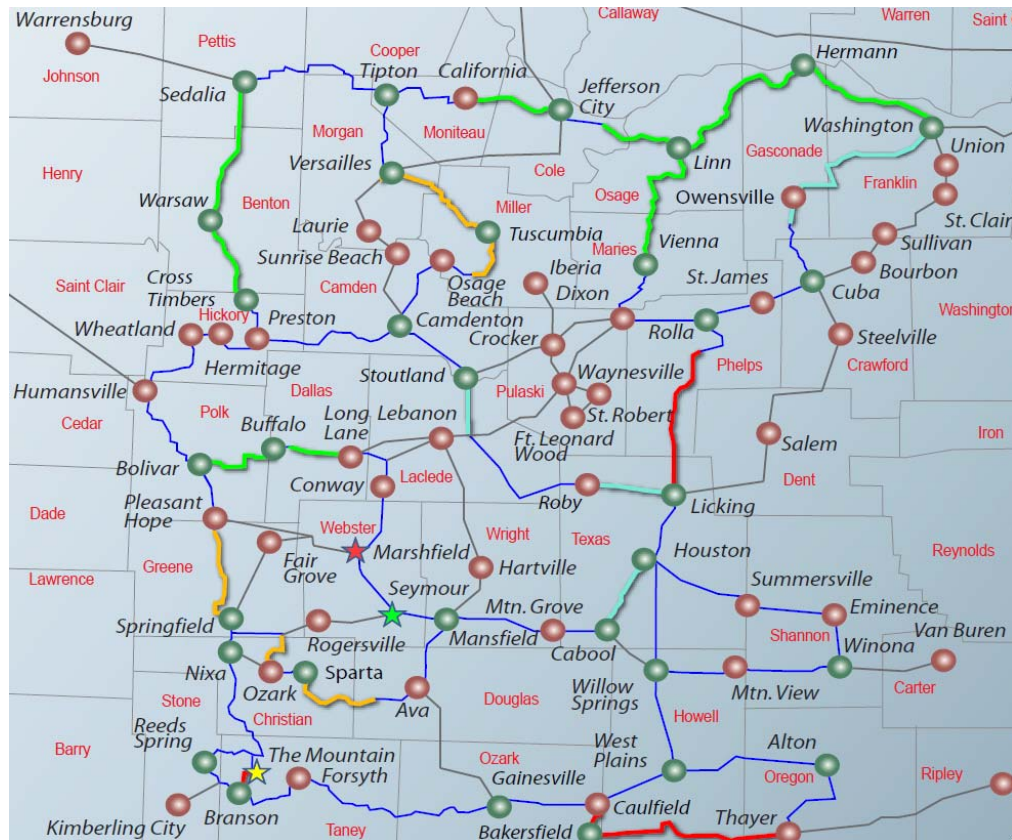 Warrensburg
Pettis
Cooper
Callaway
Warren
Saint C
Johnson
Tipton
California
Hermann
Sedalia
Jefferson
City
Morgan
Moniteau
Washington
Versailles
Linn
Gasconade
Union
Henry
Cole
Osage
Owensville
Franklin
Warsaw
Benton
Miller
St. Clair
Laurie
Tuscumbia
Maries
Vienna
Sullivan
Sunrise Beach
Iberia
St. James
Bourbon
Saint Clair
Cross
Timbers
Camden
Osage
Beach
Dixon
Cuba
Washington
Hickory
Wheatland
Preston
Camdenton
Crocker
Rolla
Steelville
Hermitage
Stoutland
Waynesville
Phelps
Crawford
Humansville
Dallas
Pulaski
Cedar
Polk
Long
Lane
Lebanon
St. Robert
Buffalo
Ft. Leonard
Wood
Salem
Iron
Bolivar
Laclede
Conway
Roby
Licking
Dent
Pleasant
Hope
Dade
Webster
Wright
Texas
Houston
Fair
Grove
Marshfield
Reynolds
Greene
Lawrence
Seymour
Hartville
Summersville
Mtn. Grove
Eminence
Springfield
Rogersville
Mansfield
Shannon
Van Buren
Cabool
Winona
Nixa
Sparta
Ozark
Stone
Christian
Ava
Douglas
Willow
Springs
Mtn. View
Carter
Howell
Reeds
Spring
Barry
The Mountain
Forsyth
Ozark
West
Plains
Alton
Gainesville
Oregon
Ripley
Kimberling City
Branson
Taney
Caulfield
Bakersfield
Thayer